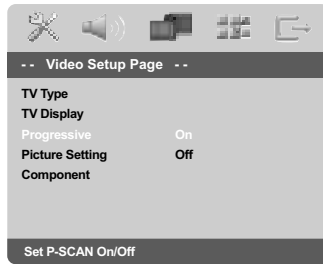 -- Video Setup Page --
TV Type
TV Display
Progressive On
Picture Setting Off
Component
Set P-SCAN On/Off